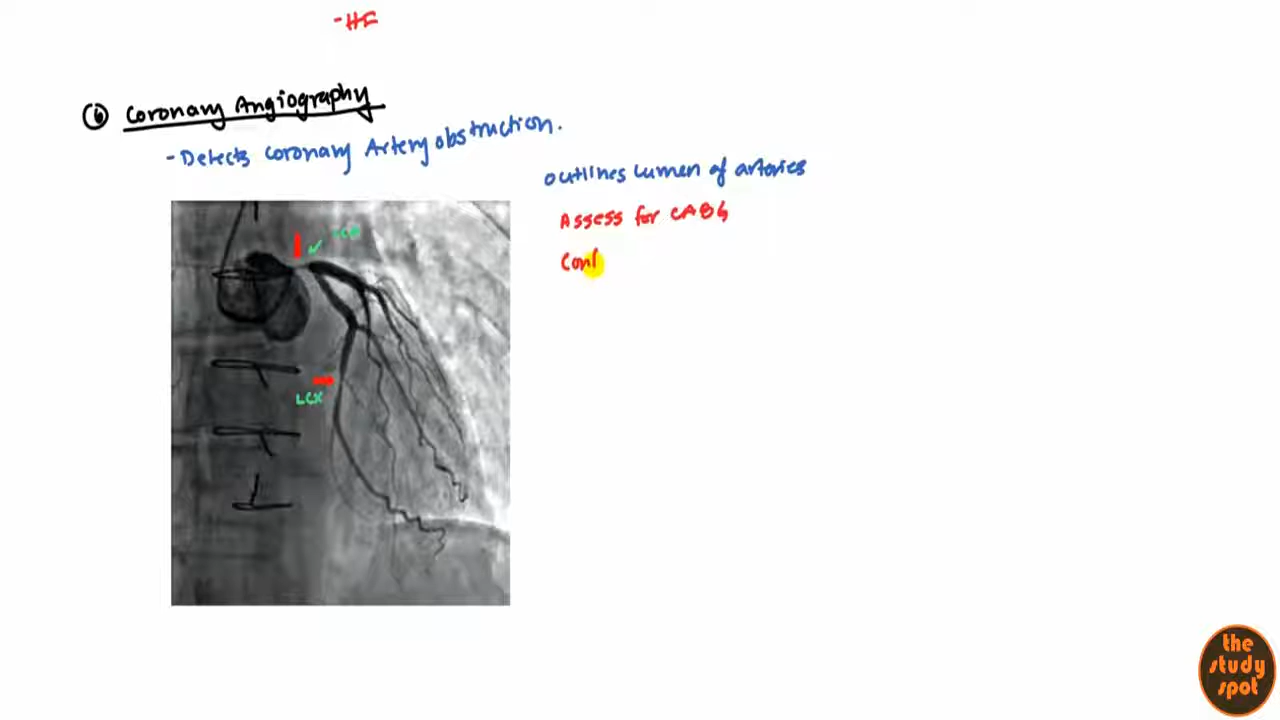 -HF
⑥ Coronary Angiography
-Detects Coronary Artery obstruction.
outlines lumen of arteries
Assess for CABG
Conf
LCX
the
study
spot